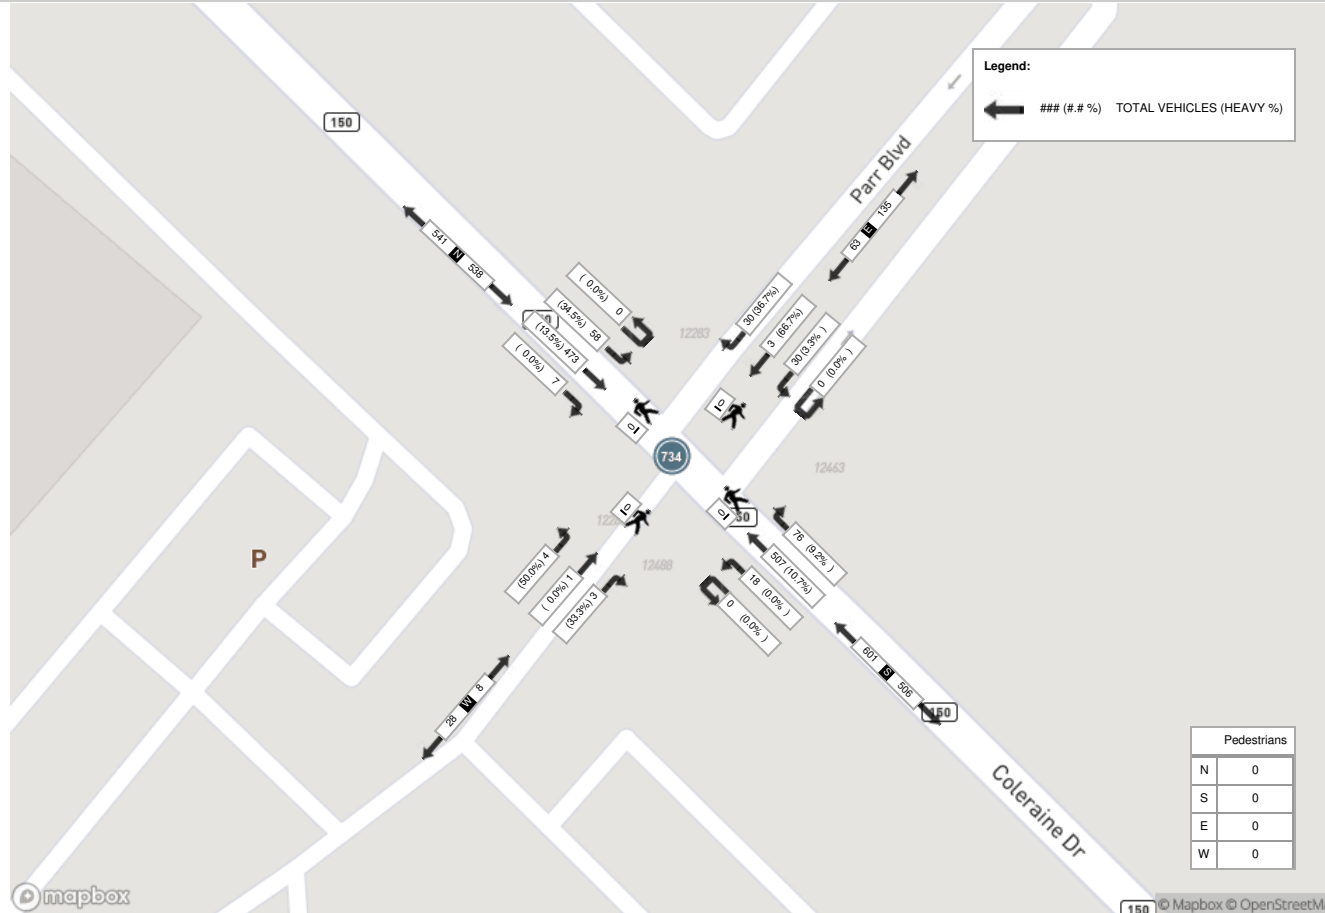 Legend:
### (#.# %) TOTAL VEHICLES (HEAVY %)
150
Parr Blvd
63 E 135
541 N 538
( 0.0%) 0
(34.5%) 58
(13.5%) 473
( 0.0%) 7
30 (36.7%)
3 (66.7%)
30 (3.3% )
0 (0.0% )
12283
0
0
734
12463
0
0
12488
(50.0%) 4
( 0.0%) 1
(33.3%) 3
76 (9.2% )
507 (10.7%)
18 (0.0% )
0 (0.0% )
P
28 W 8
601 S 506
150
Coleraine Dr
Pedestrians
N 0
S 0
E 0
W 0
mapbox
150
© Mapbox © OpenStreetM